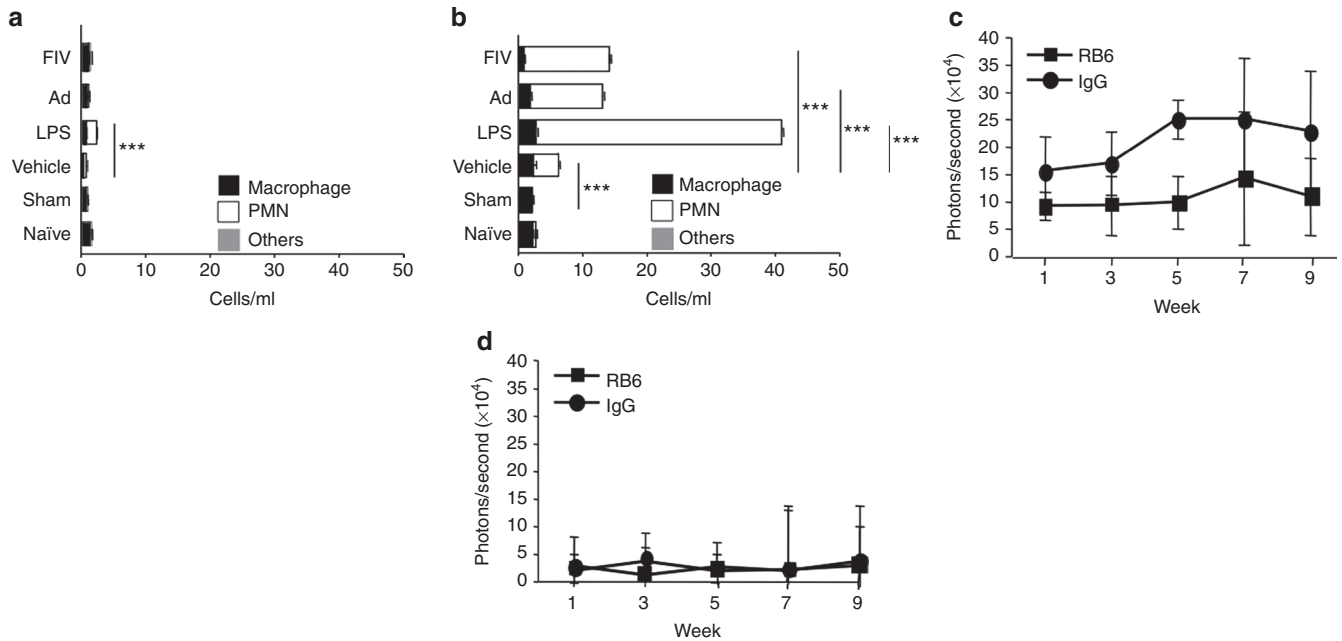 a
FIV
Ad
LPS
Vehicle
Sham
Naïve
***
Macrophage
PMN
Others
0 10 20 30 40 50
Cells/ml
b
FIV
Ad
LPS
Vehicle
Sham
Naïve
***
***
***
***
Macrophage
PMN
Others
0 10 20 30 40 50
Cells/ml
c
Photons/second (×10⁴)
40
35
30
25
20
15
10
5
0
RB6
IgG
1 3 5 7 9
Week
d
Photons/second (×10⁴)
40
35
30
25
20
15
10
5
0
RB6
IgG
1 3 5 7 9
Week